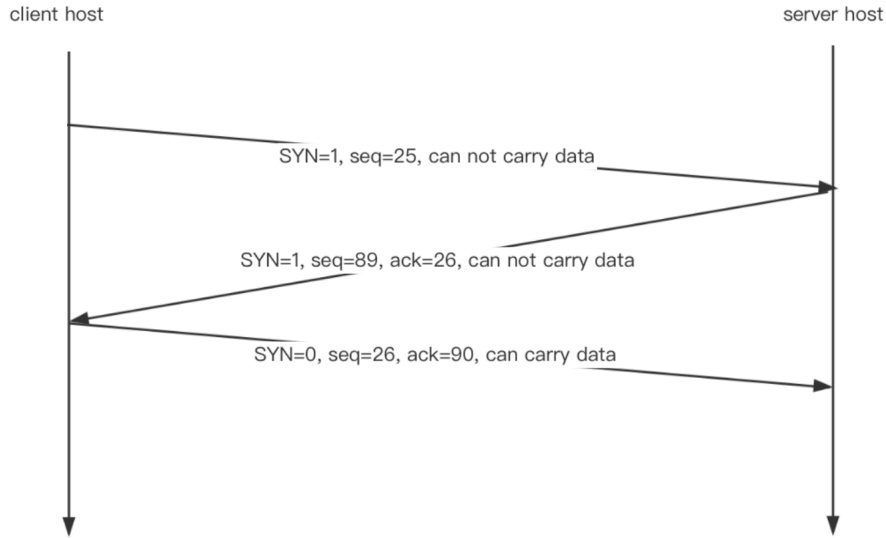 client host
server host
SYN=1, seq=25, can not carry data
SYN=1, seq=89, ack=26, can not carry data
SYN=0, seq=26, ack=90, can carry data